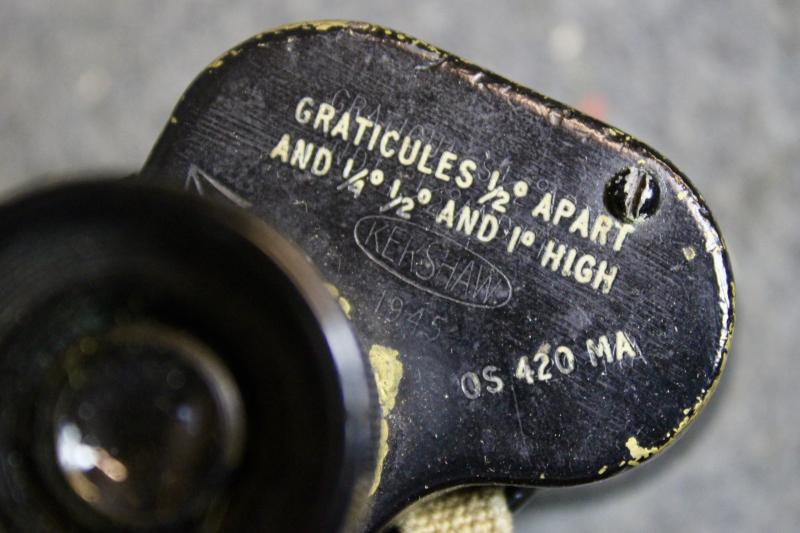 GRATICULES ½° APART
AND ¼° ½° AND 1° HIGH
KERSHAW
1945
OS 420 MA